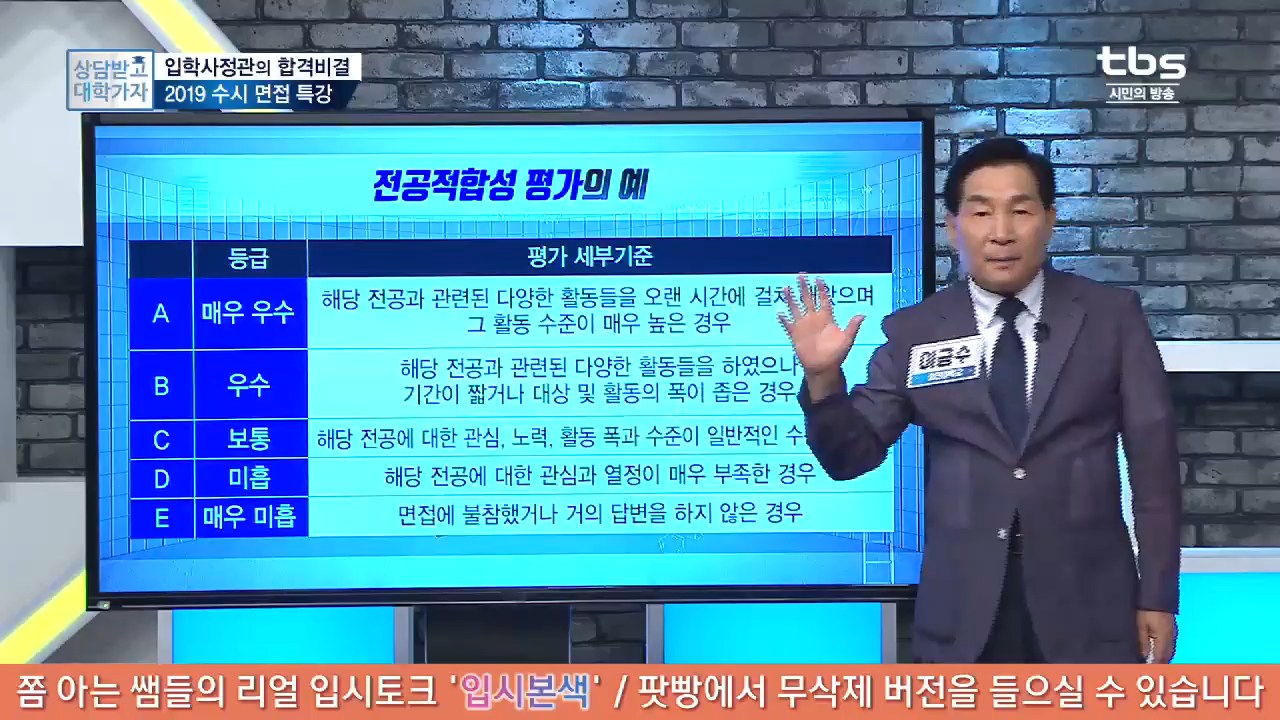 상담받고
대학가자
입학사정관의 합격비결
2019 수시 면접 특강
tbs
시민의 방송
전공적합성 평가의 예
등급
평가 세부기준
A
매우 우수
해당 전공과 관련된 다양한 활동들을 오랜 시간에
그 활동 수준이 매우 높은 경우
B
우수
해당 전공과 관련된 다양한 활동들을 하였으나
기간이 짧거나 대상 및 활동의 폭이 좁은 경우
C
보통
해당 전공에 대한 관심, 노력, 활동 폭과 수준이 일반적인
D
미흡
해당 전공에 대한 관심과 열정이 매우 부족한 경우
E
매우 미흡
면접에 불참했거나 거의 답변을 하지 않은 경우
쫌 아는 쌤들의 리얼 입시토크 '입시본색' / 팟빵에서 무삭제 버전을 들으실 수 있습니다